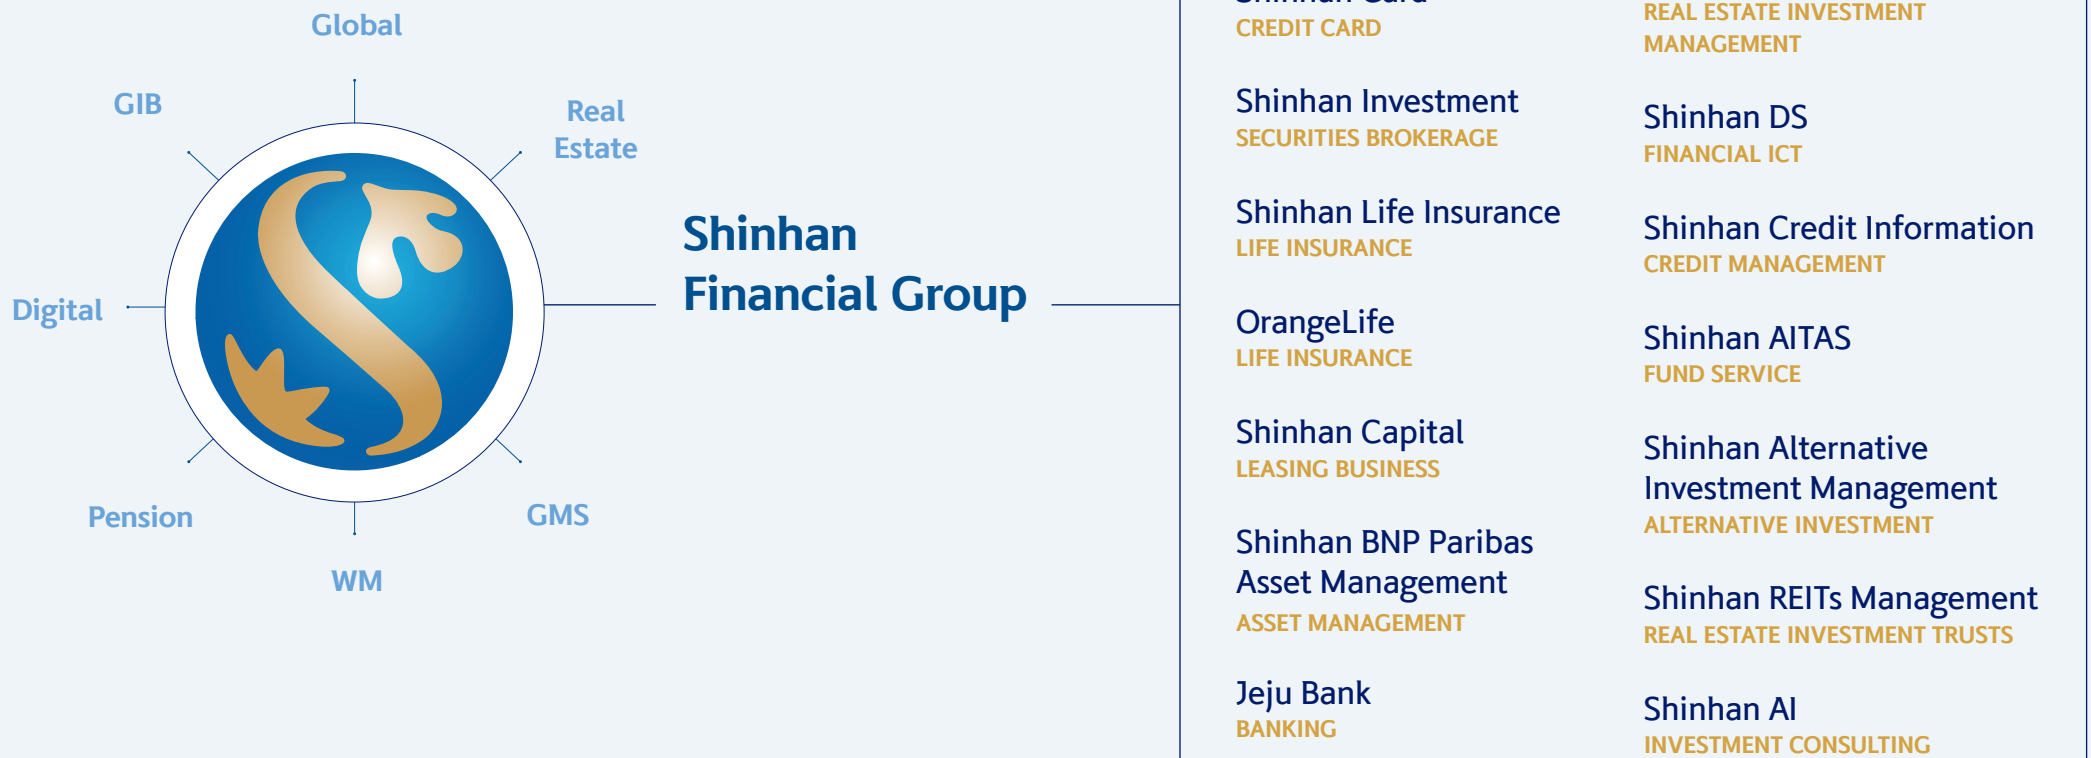 Global
GIB
Real
Estate
Digital
Pension
GMS
WM
Shinhan
Financial Group
Shinhan Card
CREDIT CARD
Shinhan Investment
SECURITIES BROKERAGE
Shinhan Life Insurance
LIFE INSURANCE
OrangeLife
LIFE INSURANCE
Shinhan Capital
LEASING BUSINESS
Shinhan BNP Paribas
Asset Management
ASSET MANAGEMENT
Jeju Bank
BANKING
REAL ESTATE INVESTMENT
MANAGEMENT
Shinhan DS
FINANCIAL ICT
Shinhan Credit Information
CREDIT MANAGEMENT
Shinhan AITAS
FUND SERVICE
Shinhan Alternative
Investment Management
ALTERNATIVE INVESTMENT
Shinhan REITs Management
REAL ESTATE INVESTMENT TRUSTS
Shinhan AI
INVESTMENT CONSULTING